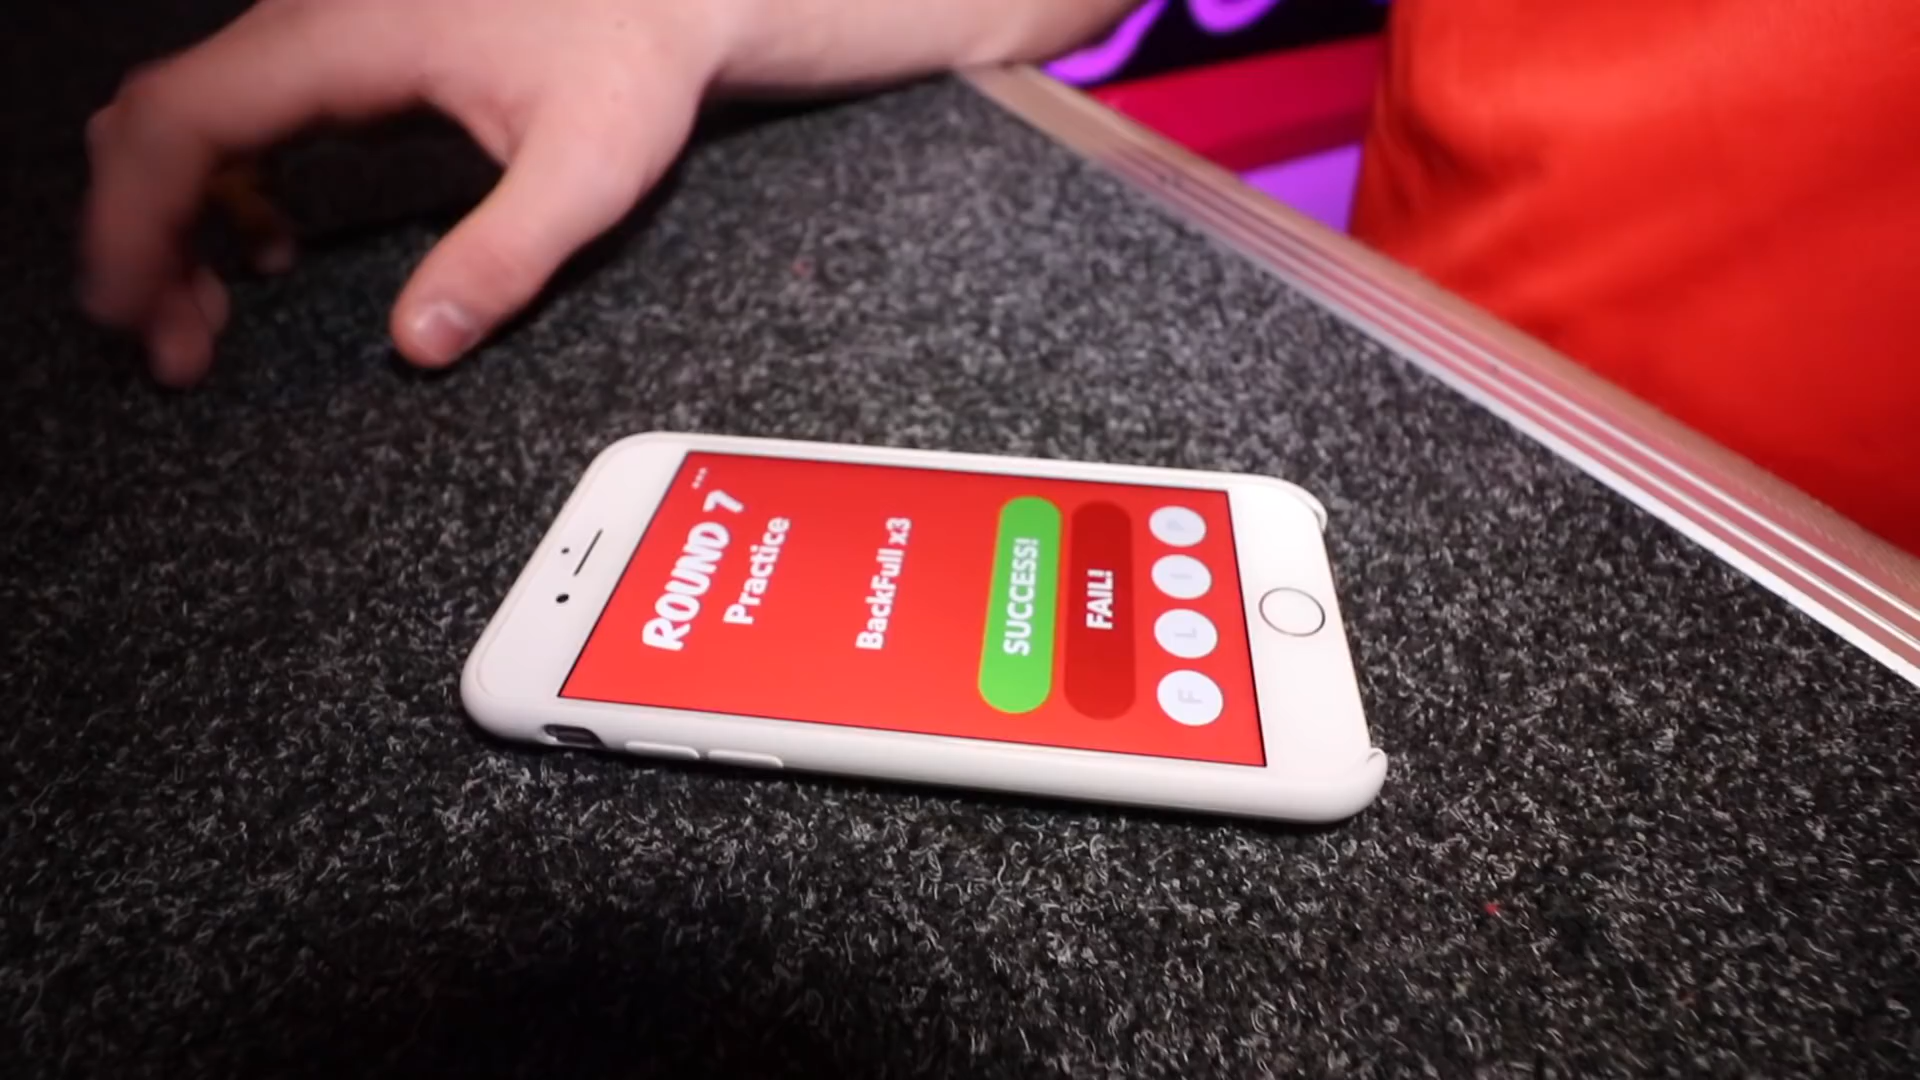 ROUND 7
Practice
BackFull x3
SUCCESS!
FAIL!
F L I P